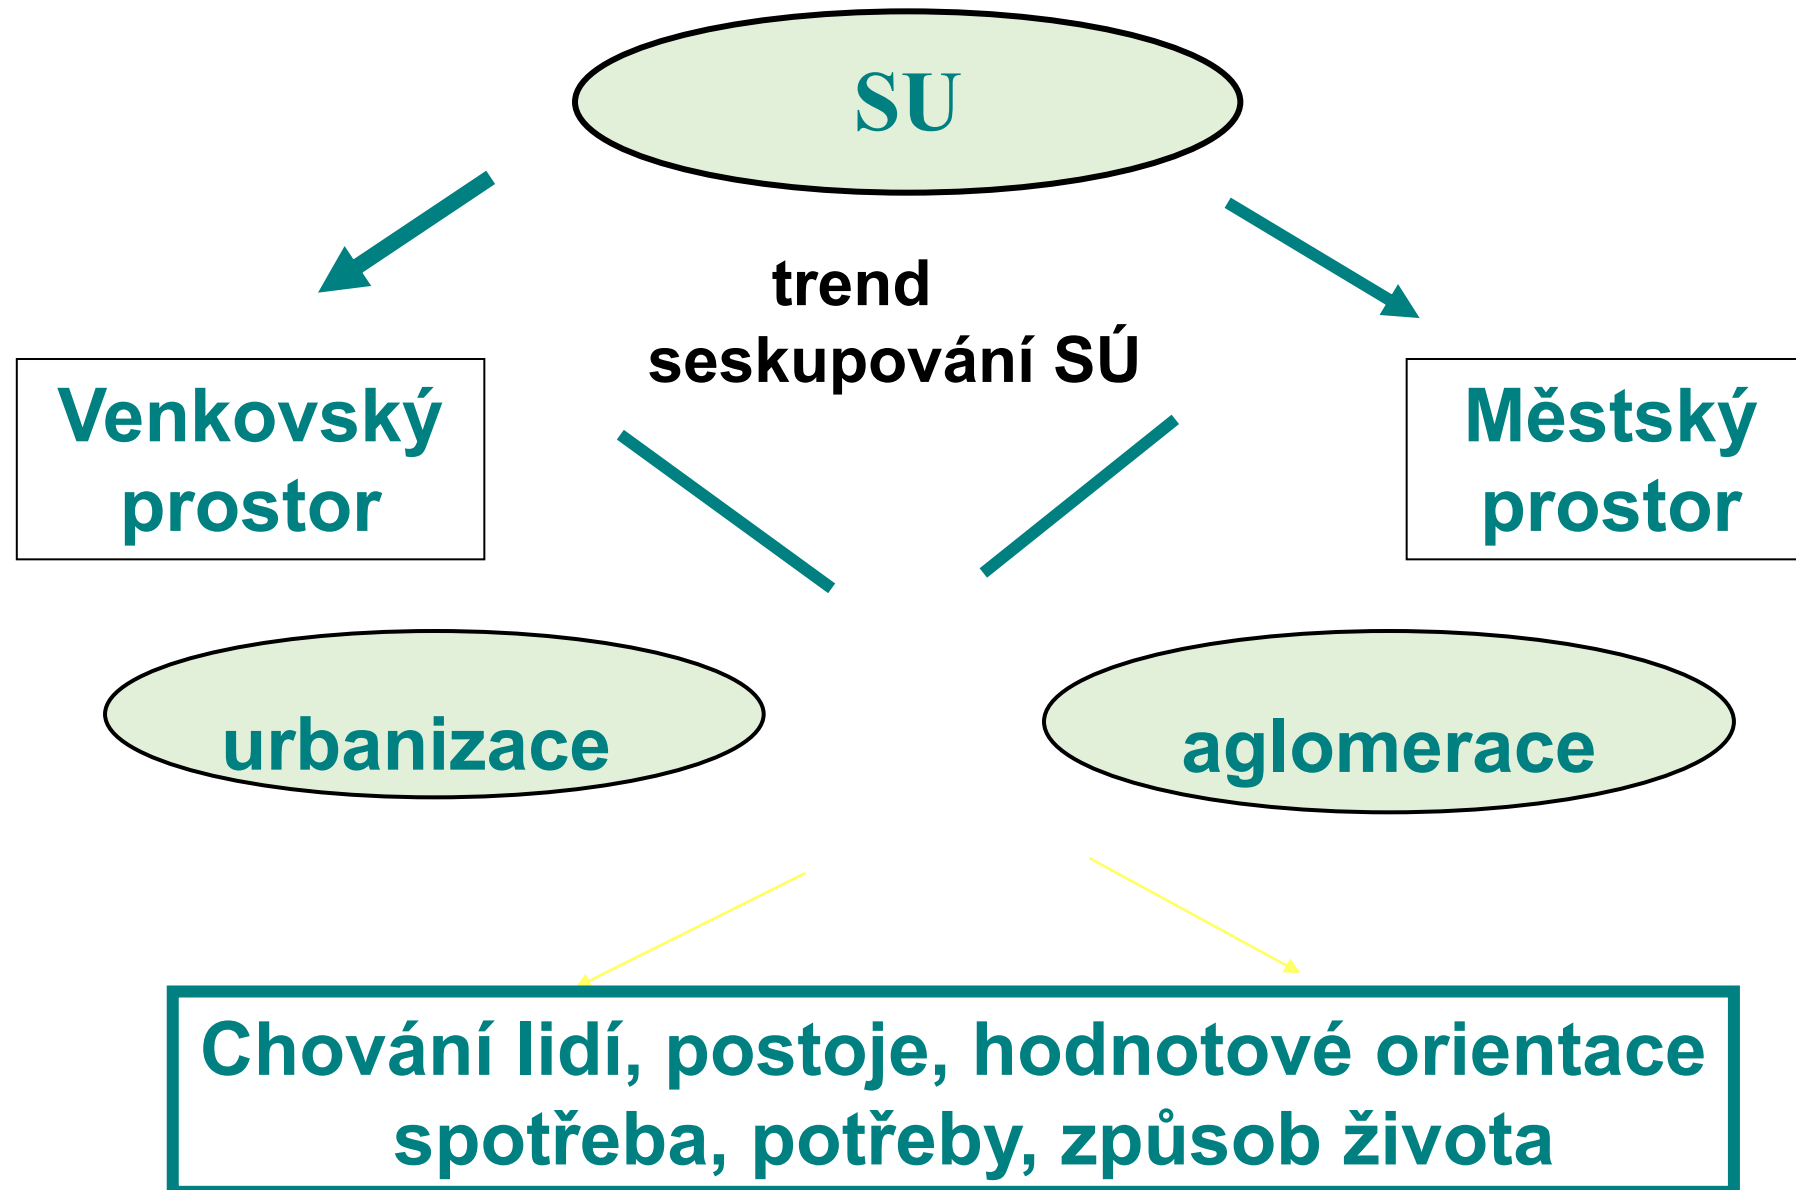 SU
trend
seskupování SÚ
Venkovský
prostor
Městský
prostor
urbanizace
aglomerace
Chování lidí, postoje, hodnotové orientace
spotřeba, potřeby, způsob života